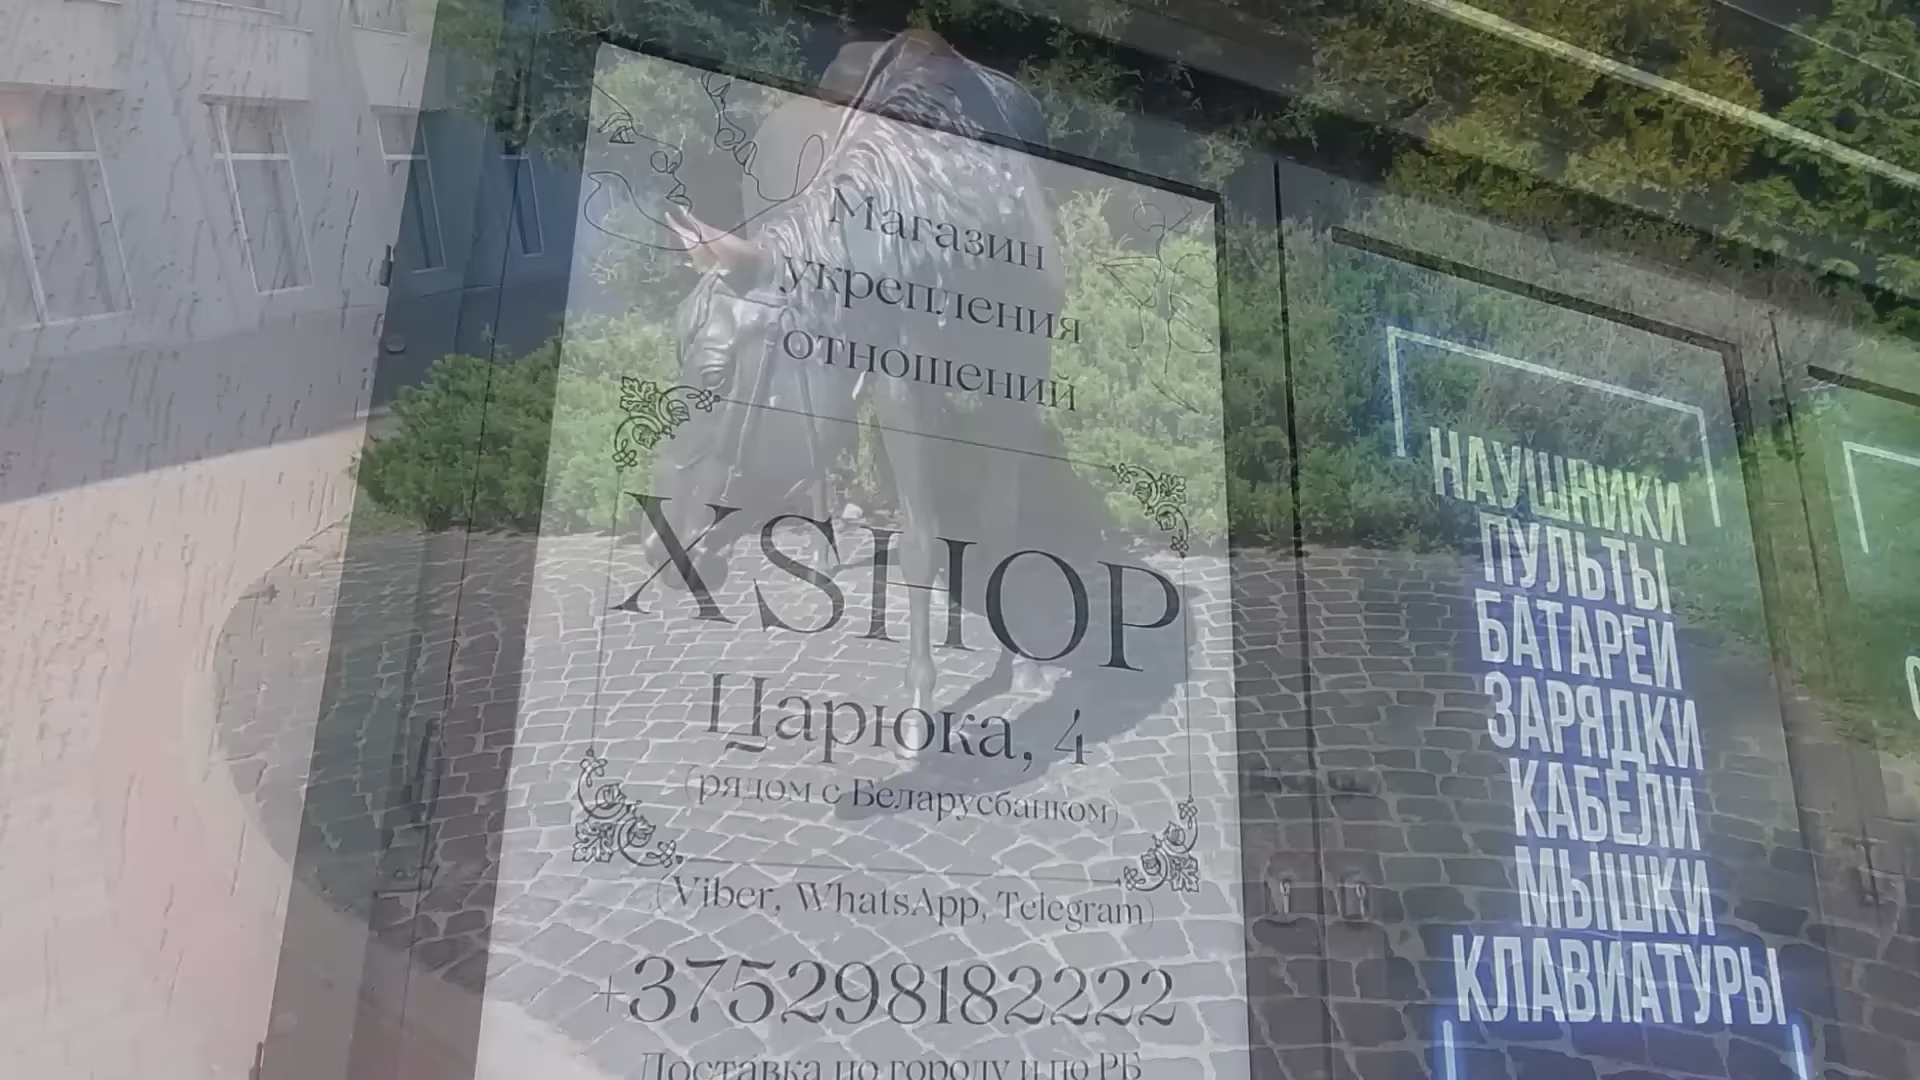 Магазин
укрепления
отношений
XSHOP
Царюка, 4
(рядом с Беларусбанком)
(Viber, WhatsApp, Telegram)
+375298182222
Доставка по городу и по РБ
НАУШНИКИ
ПУЛЬТЫ
БАТАРЕИ
ЗАРЯДКИ
КАБЕЛИ
МЫШКИ
КЛАВИАТУРЫ